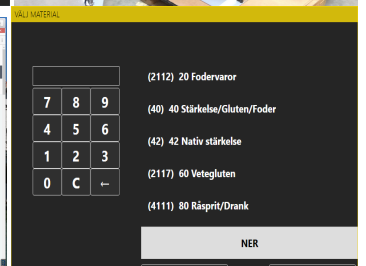 VÄLJ MATERIAL
(2112) 20 Fodervaror
7 8 9
(40) 40 Stärkelse/Gluten/Foder
4 5 6
(42) 42 Nativ stärkelse
1 2 3
(2117) 60 Vetegluten
0 C ←
(4111) 80 Råsprit/Drank
NER